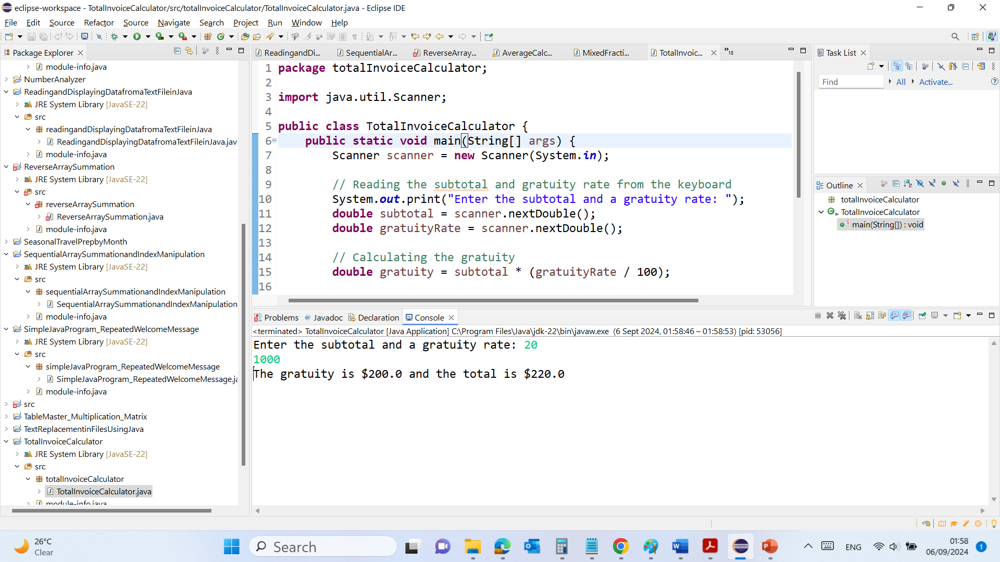 eclipse-workspace - TotalInvoiceCalculator/src/totalInvoiceCalculator/TotalInvoiceCalculator.java - Eclipse IDE
File Edit Source Refactor Source Navigate Search Project Run Window Help
Package Explorer
module-info.java
NumberAnalyzer
ReadingandDisplayingDatafromaTextFileinJava
JRE System Library [JavaSE-22]
src
readingandDisplayingDatafromaTextFileinJava
ReadingandDisplayingDatafromaTextFileinJava.jav
module-info.java
ReverseArraySummation
JRE System Library [JavaSE-22]
src
reverseArraySummation
ReverseArraySummation.java
module-info.java
SeasonalTravelPrepbyMonth
SequentialArraySummationandIndexManipulation
JRE System Library [JavaSE-22]
src
sequentialArraySummationandIndexManipulation
SequentialArraySummationandIndexManipulation
module-info.java
SimpleJavaProgram_RepeatedWelcomeMessage
JRE System Library [JavaSE-22]
src
simpleJavaProgram_RepeatedWelcomeMessage
SimpleJavaProgram_RepeatedWelcomeMessage.ja
module-info.java
src
TableMaster_Multiplication_Matrix
TextReplacementinFilesUsingJava
TotalInvoiceCalculator
JRE System Library [JavaSE-22]
src
totalInvoiceCalculator
TotalInvoiceCalculator.java
module-info.java
ReadingandDi... SequentialAr... ReverseArray... AverageCalc... MixedFracti... TotalInvoic... »18
1 package totalInvoiceCalculator;
2
3 import java.util.Scanner;
4
5 public class TotalInvoiceCalculator {
6 public static void main(String[] args) {
7 Scanner scanner = new Scanner(System.in);
8
9 // Reading the subtotal and gratuity rate from the keyboard
10 System.out.print("Enter the subtotal and a gratuity rate: ");
11 double subtotal = scanner.nextDouble();
12 double gratuityRate = scanner.nextDouble();
13
14 // Calculating the gratuity
15 double gratuity = subtotal * (gratuityRate / 100);
16
Problems Javadoc Declaration Console
<terminated> TotalInvoiceCalculator [Java Application] C:\Program Files\Java\jdk-22\bin\javaw.exe (6 Sept 2024, 01:58:46 – 01:58:53) [pid: 53056]
Enter the subtotal and a gratuity rate: 20
1000
The gratuity is $200.0 and the total is $220.0
Task List
Find All Activate...
Outline
totalInvoiceCalculator
TotalInvoiceCalculator
main(String[]) : void
26°C
Clear
Search
ENG
01:58
06/09/2024
1